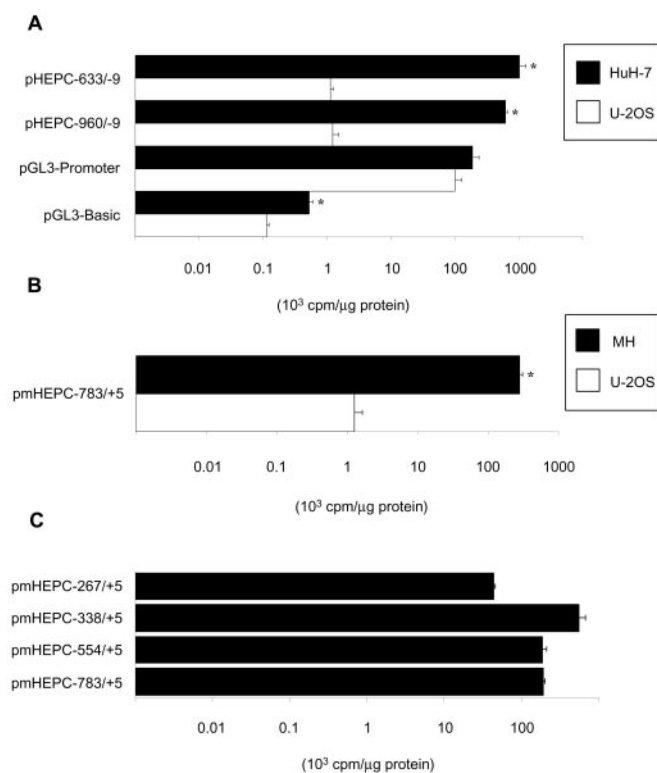 A
pHEPC-633/-9
*
HuH-7
U-2OS
pHEPC-960/-9
*
pGL3-Promoter
pGL3-Basic
*
0.01 0.1 1 10 100 1000
(10³ cpm/µg protein)
B
MH
U-2OS
pmHEPC-783/+5
*
0.01 0.1 1 10 100 1000
(10³ cpm/µg protein)
C
pmHEPC-267/+5
pmHEPC-338/+5
pmHEPC-554/+5
pmHEPC-783/+5
0.01 0.1 1 10 100
(10³ cpm/µg protein)